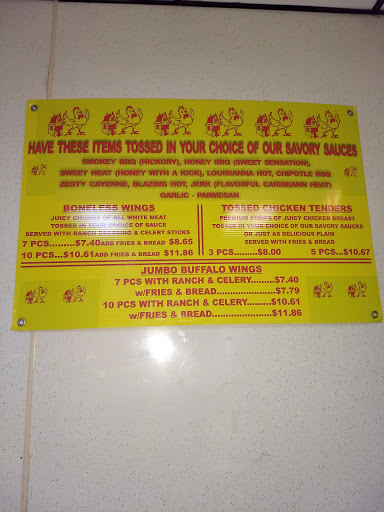 HAVE THESE ITEMS TOSSED IN YOUR CHOICE OF OUR SAVORY SAUCES
SMOKEY BBQ (HICKORY), HONEY BBQ (SWEET SENSATION),
SWEET HEAT (HONEY WITH A KICK), LOUISIANNA HOT, CHIPOTLE BBQ
ZESTY CAYENNE, BLAZING HOT, JERK (FLAVORFUL CARIBEANN HEAT)
GARLIC - PARMESAN
BONELESS WINGS
JUICY CHUNKS OF ALL WHITE MEAT
TOSSED IN YOUR CHOICE OF SAUCE
SERVED WITH RANCH DRESSING & CELERY STICKS
7 PCS.........$7.40 ADD FRIES & BREAD $8.65
10 PCS...$10.61 ADD FRIES & BREAD $11.86
TOSSED CHICKEN TENDERS
PREMIUM STRIPS OF JUICY CHICKEN BREAST
TOSSED IN YOUR CHOICE OF OUR SAVORY SAUCES
OR JUST AS DELICIOUS PLAIN
SERVED WITH FRIES & BREAD
3 PCS.........$8.00 5 PCS...$10.67
JUMBO BUFFALO WINGS
7 PCS WITH RANCH & CELERY.........$7.40
w/FRIES & BREAD......................$7.79
10 PCS WITH RANCH & CELERY.........$10.61
w/FRIES & BREAD......................$11.86